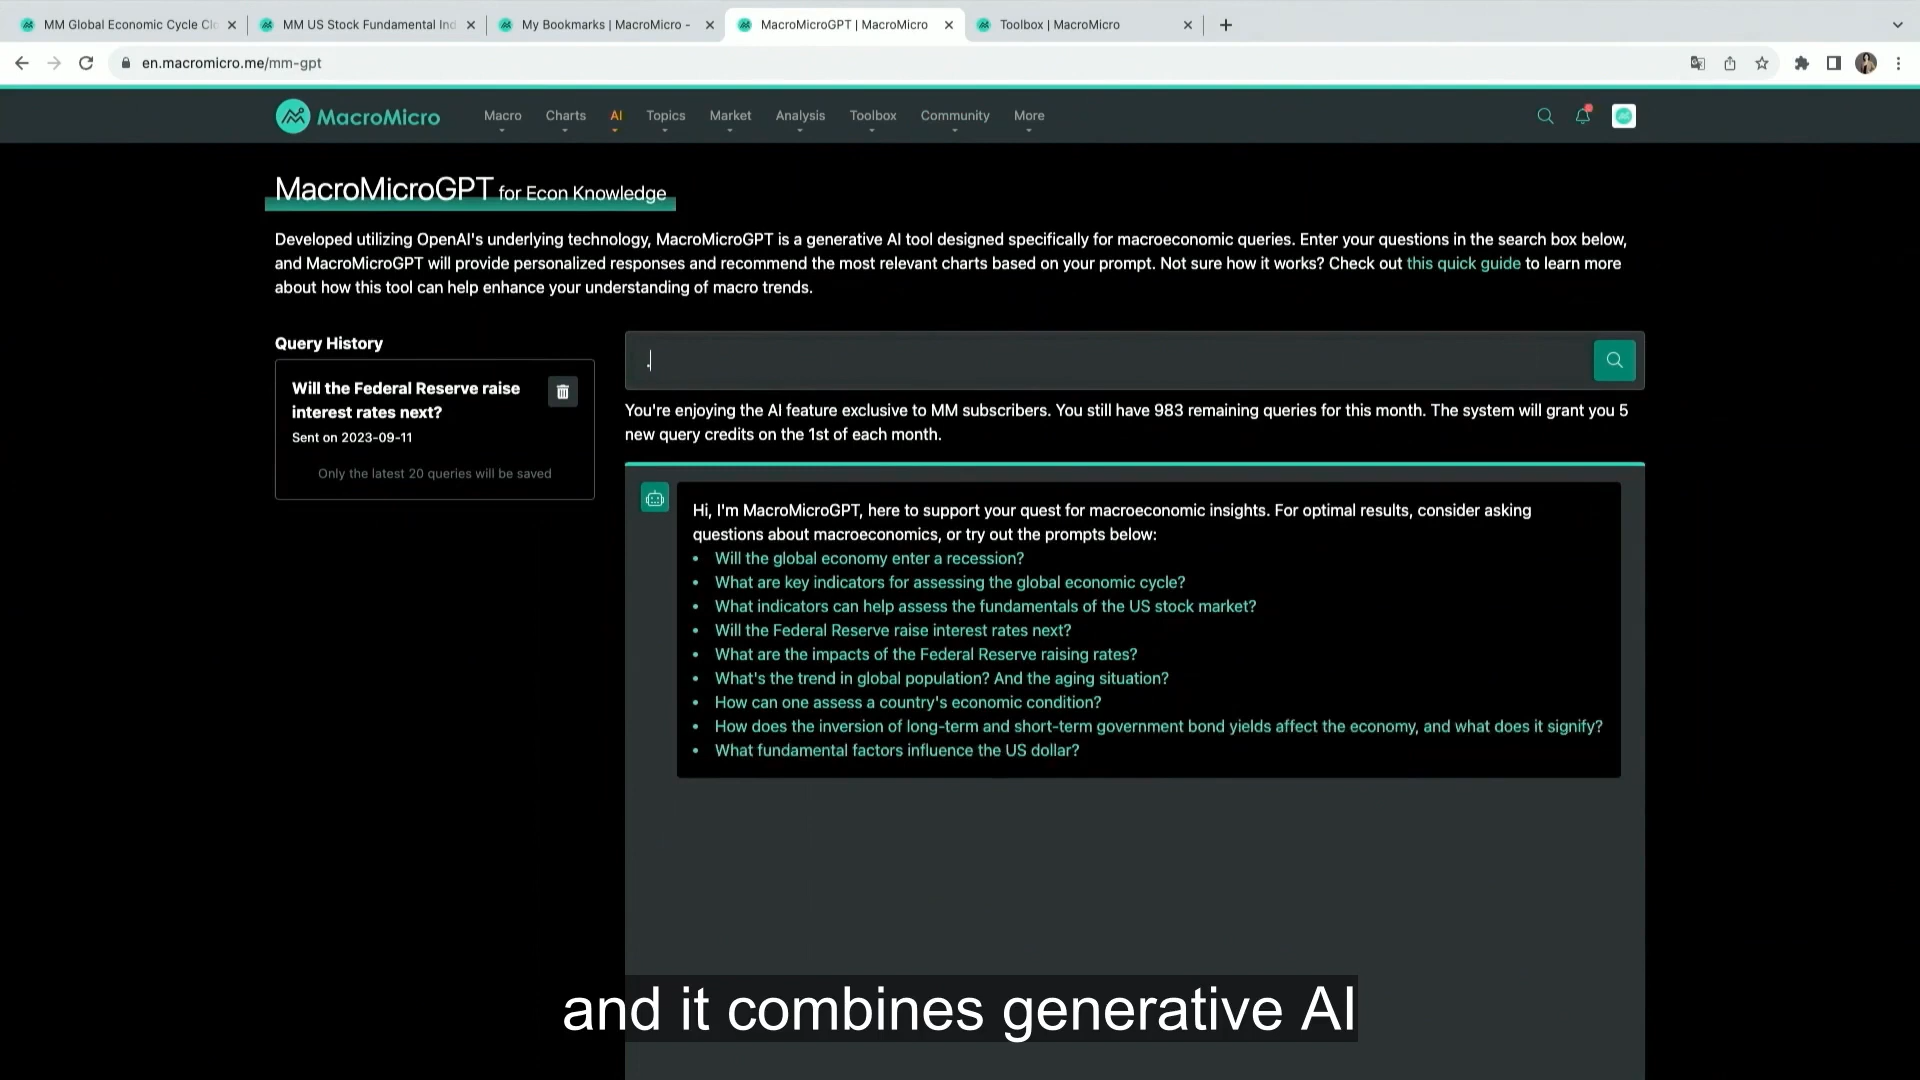 MM Global Economic Cycle Clo
MM US Stock Fundamental Ind
My Bookmarks | MacroMicro -
MacroMicroGPT | MacroMicro
Toolbox | MacroMicro
en.macromicro.me/mm-gpt
MacroMicro
Macro Charts AI Topics Market Analysis Toolbox Community More
MacroMicroGPT for Econ Knowledge
Developed utilizing OpenAI's underlying technology, MacroMicroGPT is a generative AI tool designed specifically for macroeconomic queries. Enter your questions in the search box below,
and MacroMicroGPT will provide personalized responses and recommend the most relevant charts based on your prompt. Not sure how it works? Check out this quick guide to learn more
about how this tool can help enhance your understanding of macro trends.
Query History
Will the Federal Reserve raise
interest rates next?
Sent on 2023-09-11
Only the latest 20 queries will be saved
.
You're enjoying the AI feature exclusive to MM subscribers. You still have 983 remaining queries for this month. The system will grant you 5
new query credits on the 1st of each month.
Hi, I'm MacroMicroGPT, here to support your quest for macroeconomic insights. For optimal results, consider asking
questions about macroeconomics, or try out the prompts below:
• Will the global economy enter a recession?
• What are key indicators for assessing the global economic cycle?
• What indicators can help assess the fundamentals of the US stock market?
• Will the Federal Reserve raise interest rates next?
• What are the impacts of the Federal Reserve raising rates?
• What's the trend in global population? And the aging situation?
• How can one assess a country's economic condition?
• How does the inversion of long-term and short-term government bond yields affect the economy, and what does it signify?
• What fundamental factors influence the US dollar?
and it combines generative AI